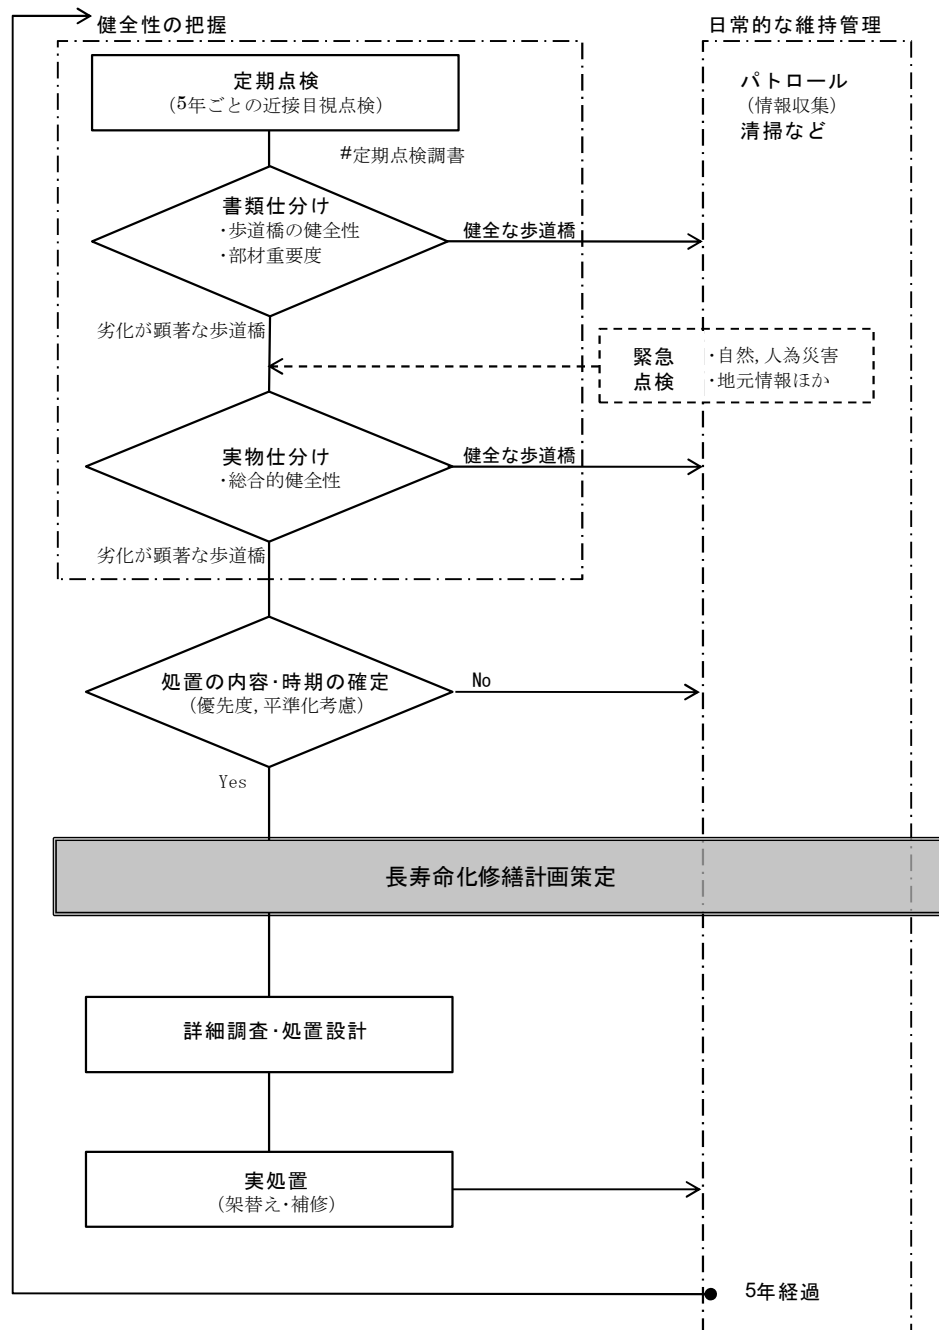 健全性の把握
日常的な維持管理
定期点検
（5年ごとの近接目視点検）
パトロール
（情報収集）
清掃など
#定期点検調書
書類仕分け
・歩道橋の健全性
・部材重要度
健全な歩道橋
劣化が顕著な歩道橋
緊急
点検
・自然，人為災害
・地元情報ほか
実物仕分け
・総合的健全性
健全な歩道橋
劣化が顕著な歩道橋
処置の内容・時期の確定
（優先度，平準化考慮）
No
Yes
長寿命化修繕計画策定
詳細調査・処置設計
実処置
（架替え・補修）
5年経過